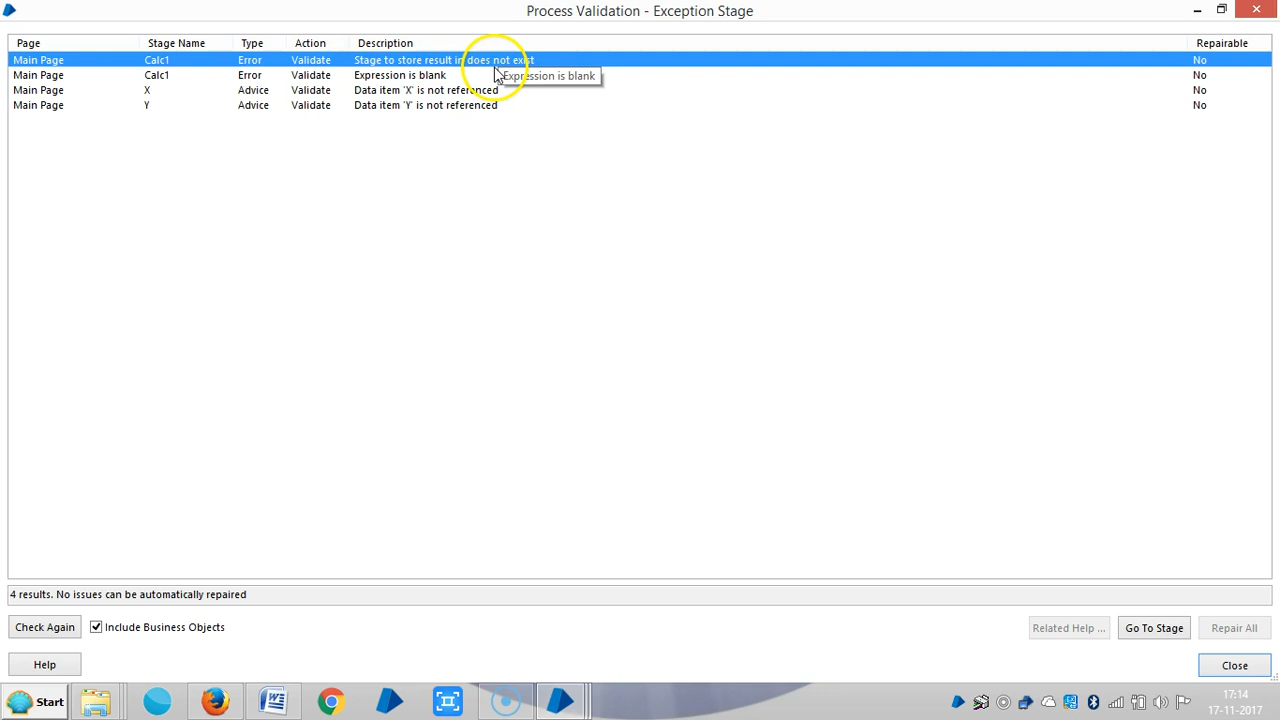 Process Validation - Exception Stage
Page Stage Name Type Action Description Repairable
Main Page Calc1 Error Validate Stage to store result in does not exist No
Main Page Calc1 Error Validate Expression is blank No
Expression is blank
Main Page X Advice Validate Data item 'X' is not referenced No
Main Page Y Advice Validate Data item 'Y' is not referenced No
4 results. No issues can be automatically repaired
Check Again Include Business Objects Related Help ... Go To Stage Repair All
Help Close
Start 17:14
17-11-2017